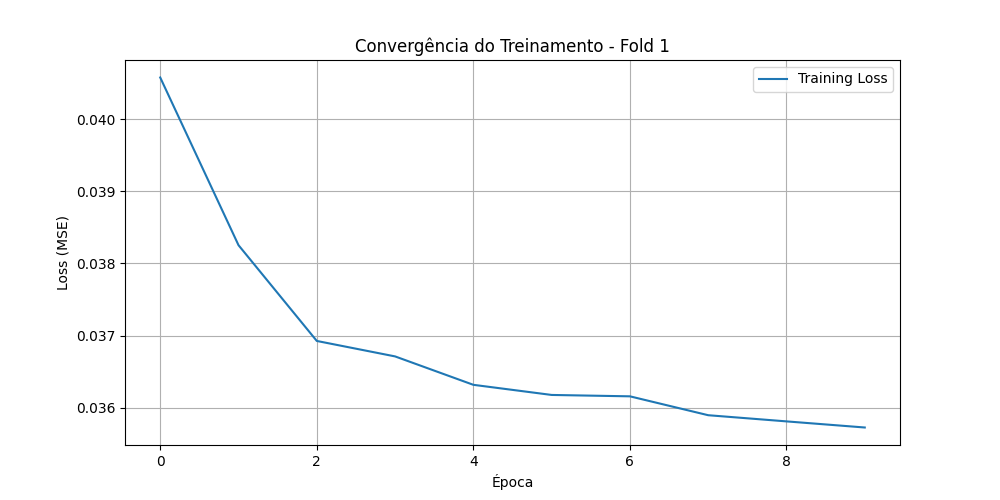 Convergência do Treinamento - Fold 1
Training Loss
0.040
0.039
0.038
0.037
0.036
Loss (MSE)
0
2
4
6
8
Época